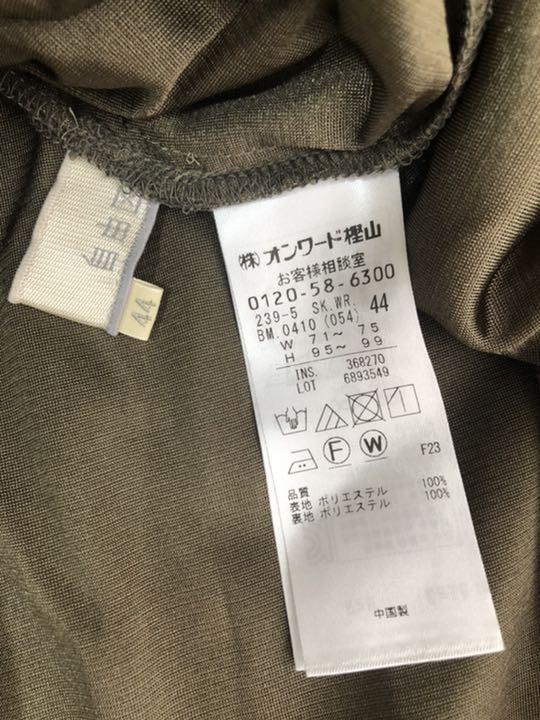 (株)オンワード樫山
お客様相談室
0120-58-6300
239-5 SK.WR. 44
BM.0410 (054)
W 71~ 75
H 95~ 99
INS. 368270
LOT 6893549
F W F23
品質
表地 ポリエステル 100%
裏地 ポリエステル 100%
中国製
自由区
44